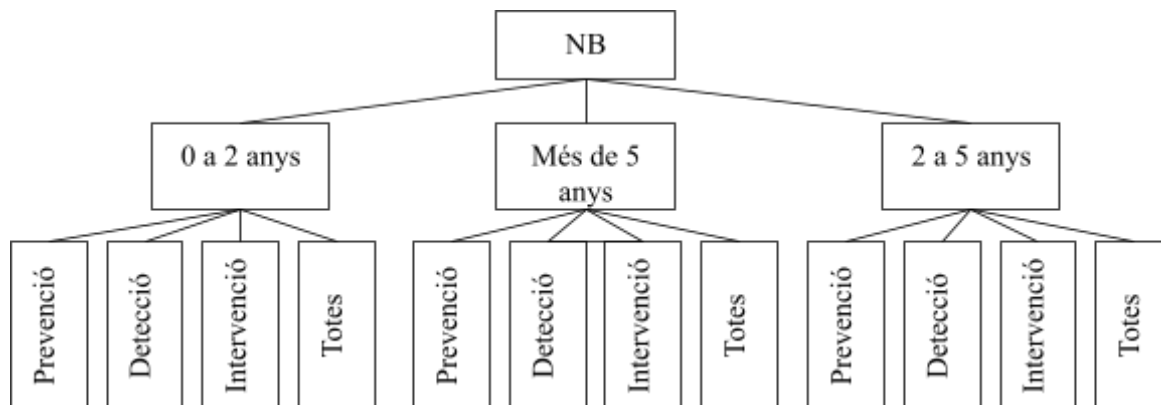 NB
0 a 2 anys
Més de 5
anys
2 a 5 anys
Prevenció
Detecció
Intervenció
Totes
Prevenció
Detecció
Intervenció
Totes
Prevenció
Detecció
Intervenció
Totes